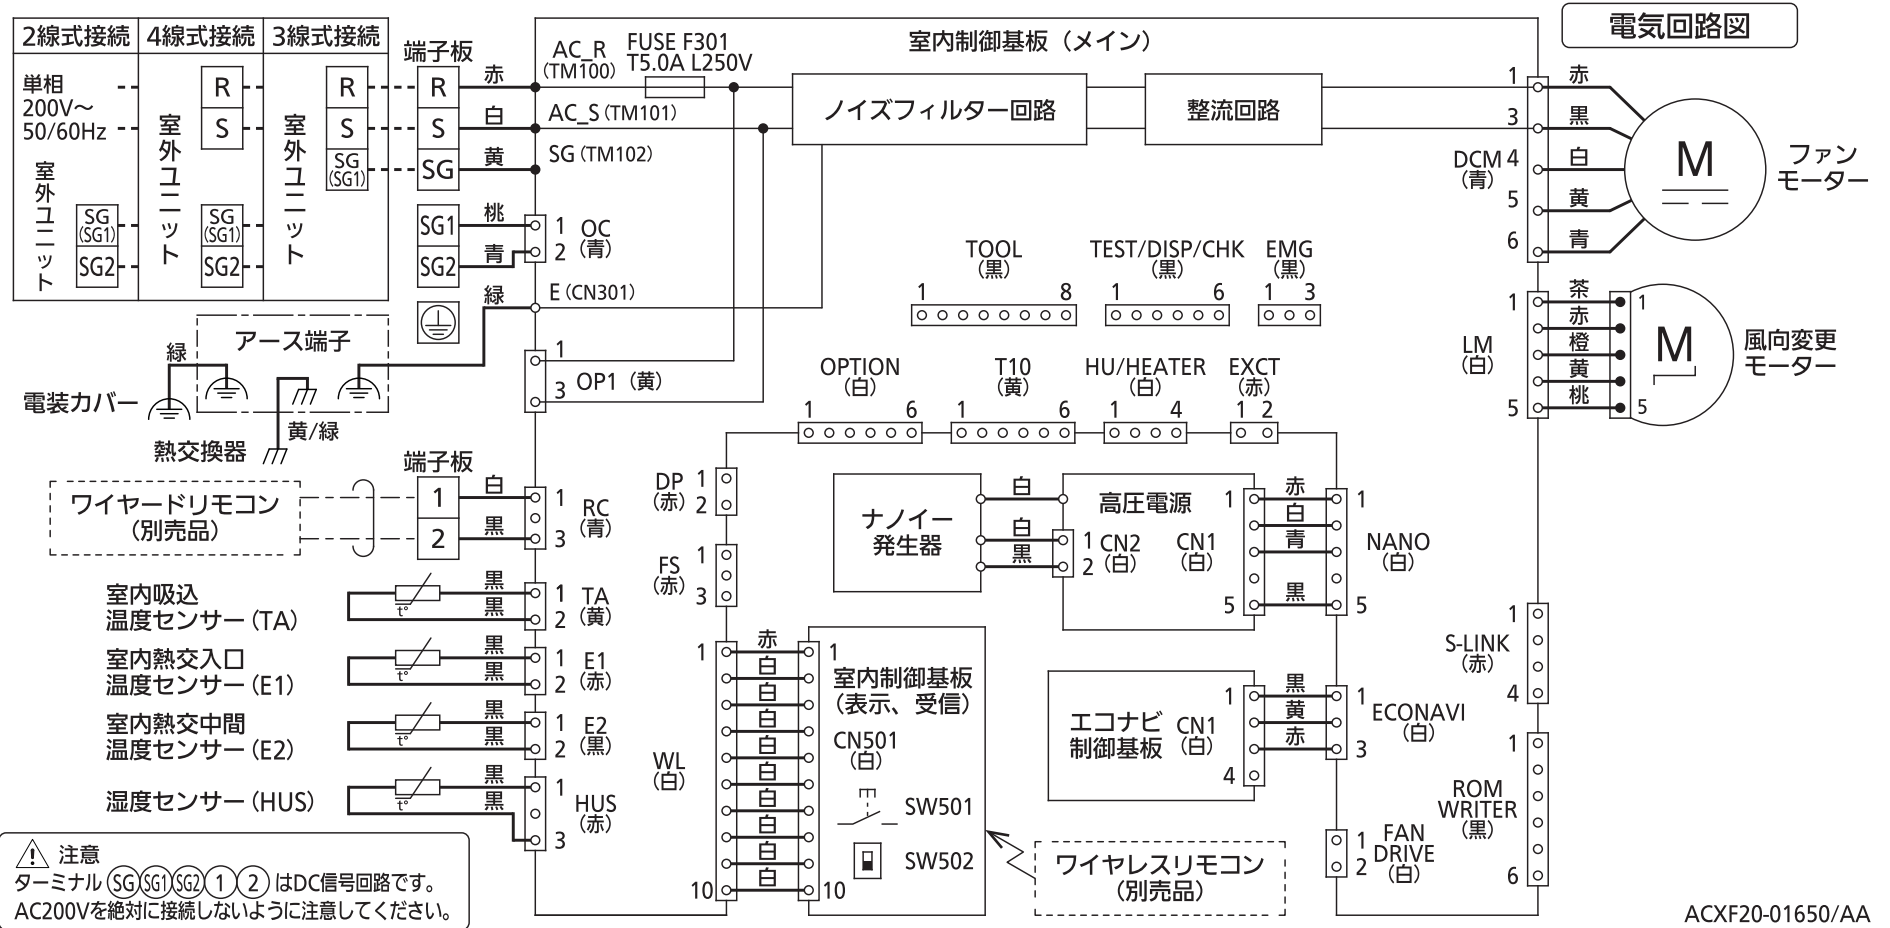 電気回路図
2線式接続
4線式接続
3線式接続
単相
200V～
50/60Hz
室外ユニット
SG
(SG1)
SG2
R
S
室外ユニット
SG
(SG1)
SG2
R
S
SG
(SG1)
室外ユニット
端子板
R
S
SG
SG1
SG2
赤
白
黄
桃
青
緑
AC_R
(TM100)
FUSE F301
T5.0A L250V
AC_S (TM101)
SG (TM102)
1
2
OC
(青)
E (CN301)
1
3
OP1 (黄)
室内制御基板（メイン）
ノイズフィルター回路
整流回路
1
3
4
5
6
DCM
(青)
赤
黒
白
黄
青
M
ファン
モーター
TOOL
(黒)
1 8
TEST/DISP/CHK
(黒)
1 6
EMG
(黒)
1 3
OPTION
(白)
1 6
T10
(黄)
1 6
HU/HEATER
(白)
1 4
EXCT
(赤)
1 2
1
5
LM
(白)
茶
赤
橙
黄
桃
1
5
M
風向変更
モーター
アース端子
緑
電装カバー
黄/緑
熱交換器
端子板
ワイヤードリモコン
(別売品)
1
2
白
黒
1
3
RC
(青)
室内吸込
温度センサー (TA)
t°
黒
黒
1
2
TA
(黄)
室内熱交入口
温度センサー (E1)
t°
黒
黒
1
2
E1
(赤)
室内熱交中間
温度センサー (E2)
t°
黒
黒
1
2
E2
(黒)
湿度センサー (HUS)
t°
黒
黒
1
3
HUS
(赤)
DP
(赤)
1
2
FS
(赤)
1
3
WL
(白)
1
10
赤
白
白
白
白
白
白
白
白
白
1
10
室内制御基板
（表示、受信）
CN501
(白)
SW501
SW502
ワイヤレスリモコン
(別売品)
ナノイー
発生器
白
白
黒
高圧電源
1
2
CN2
(白)
CN1
(白)
1
5
赤
白
青
黒
1
5
NANO
(白)
エコナビ
制御基板
CN1
(白)
1
4
黒
黄
赤
1
3
ECONAVI
(白)
1
2
FAN
DRIVE
(白)
S-LINK
(赤)
1
4
ROM
WRITER
(黒)
1
6
注意
ターミナル SG SG1 SG2 1 2 はDC信号回路です。
AC200Vを絶対に接続しないように注意してください。
ACXF20-01650/AA